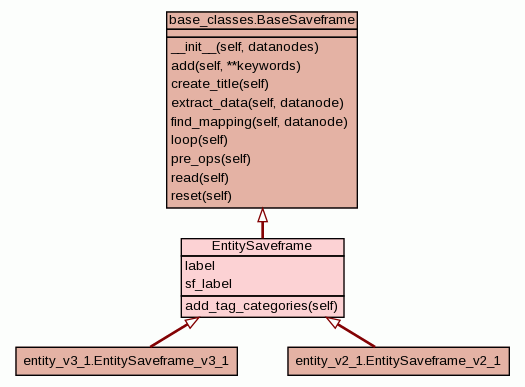 base_classes.BaseSaveframe
__init__(self, datanodes)
add(self, **keywords)
create_title(self)
extract_data(self, datanode)
find_mapping(self, datanode)
loop(self)
pre_ops(self)
read(self)
reset(self)
EntitySaveframe
label
sf_label
add_tag_categories(self)
entity_v3_1.EntitySaveframe_v3_1
entity_v2_1.EntitySaveframe_v2_1